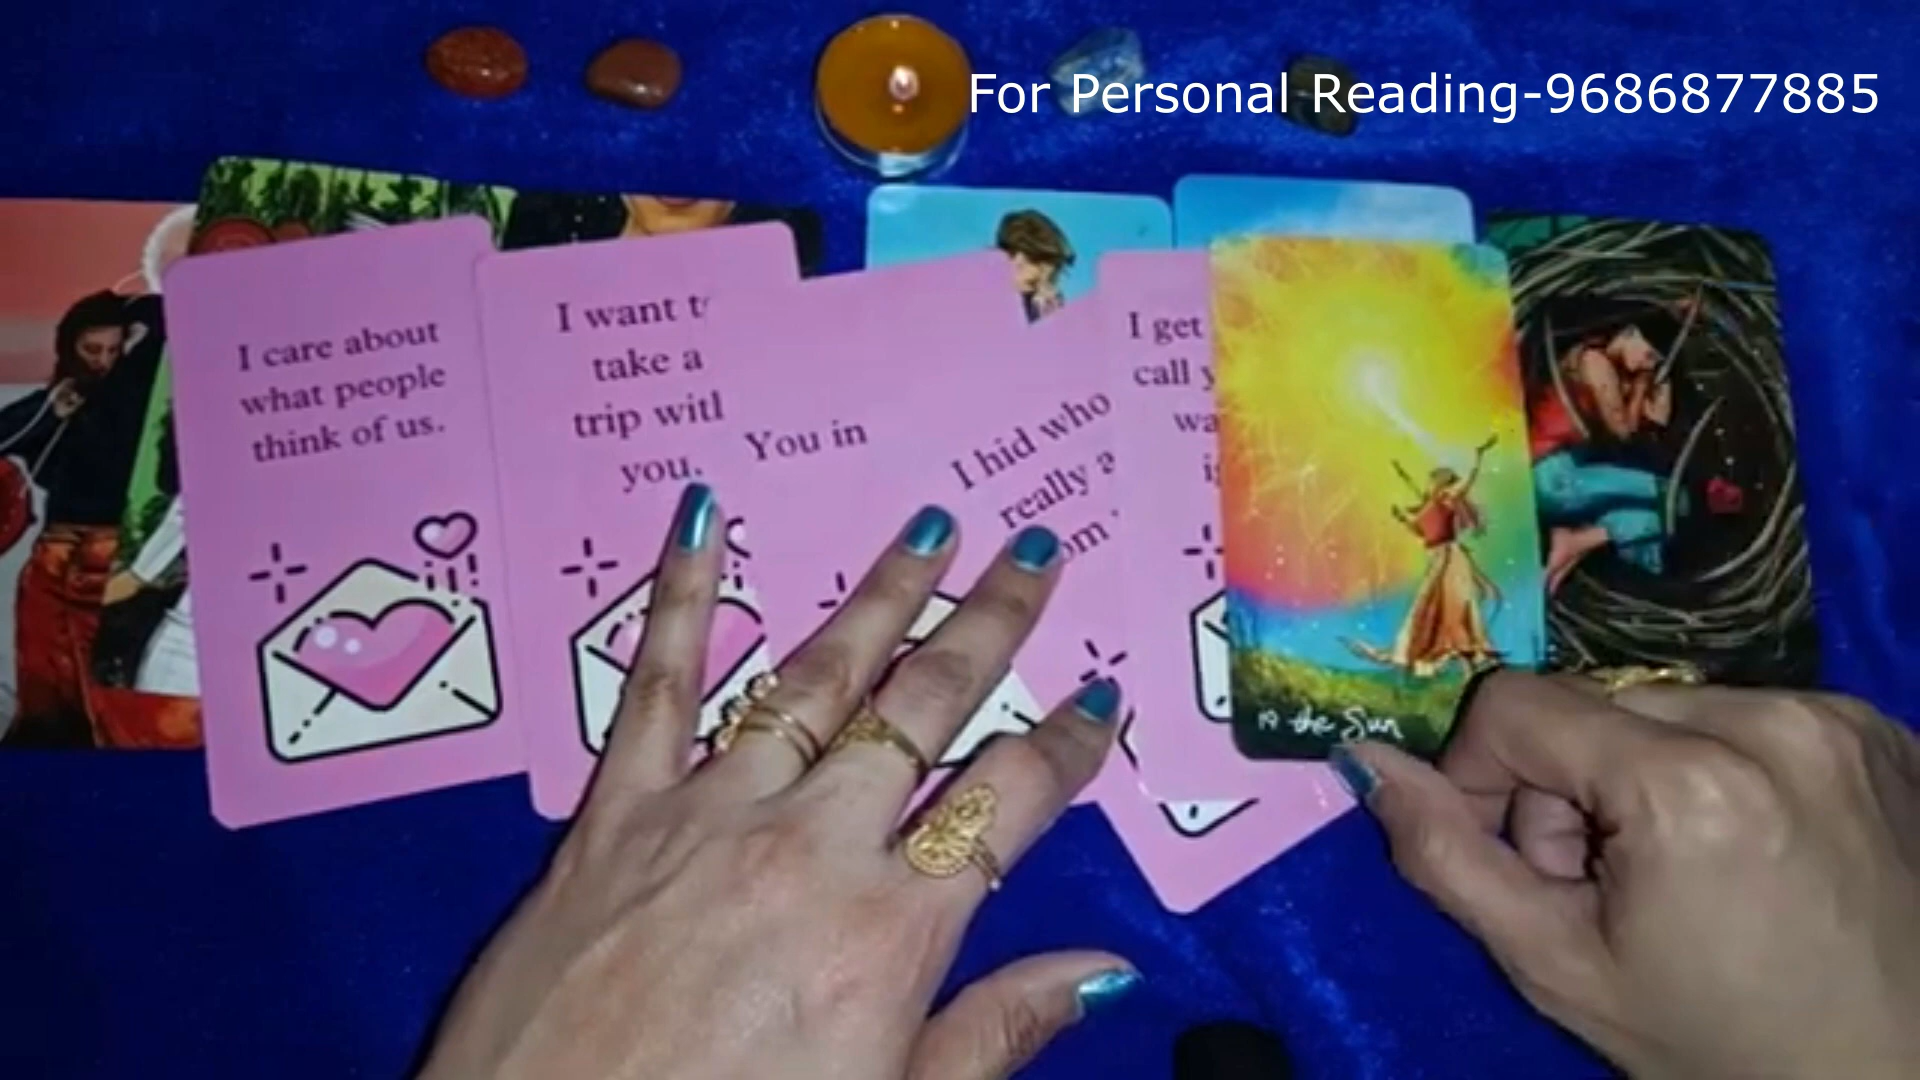 For Personal Reading-9686877885
I care about
what people
think of us.
I want
take a
trip
you.
You in
I hid who
really
I get
call
19 the Sun